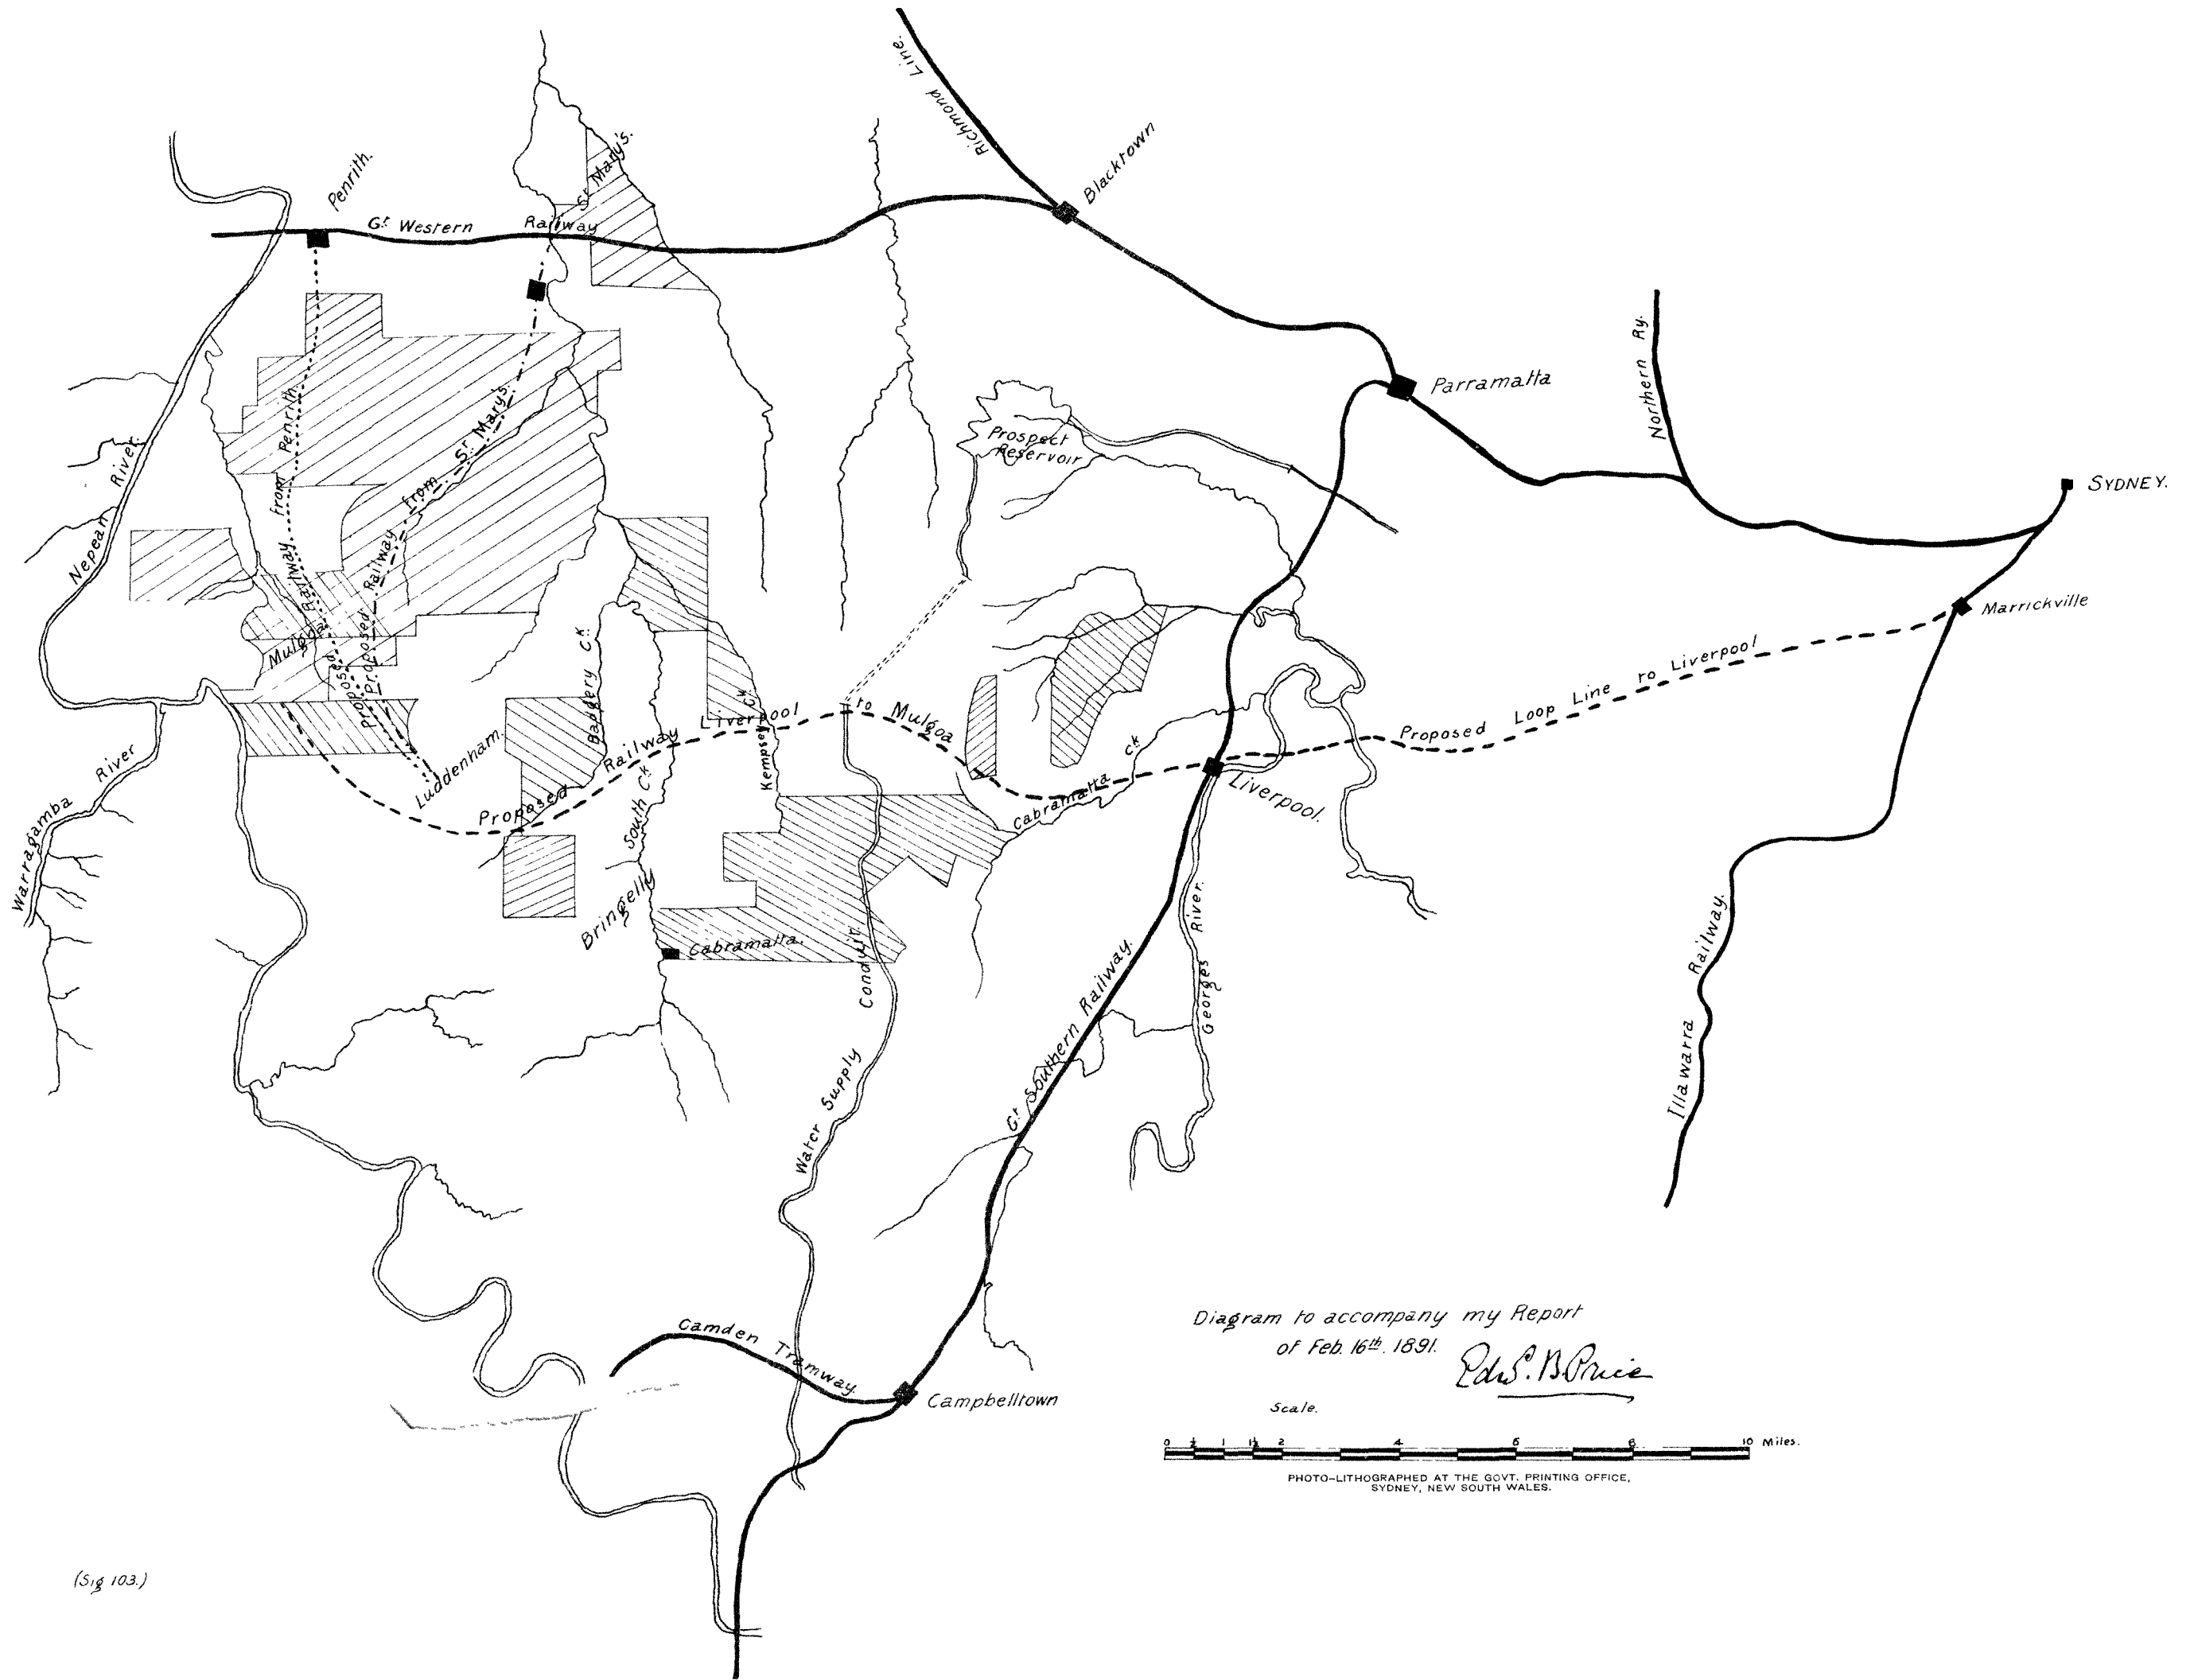 Richmond Line.
Blacktown
Penrith.
St Mary's.
Gt Western Railway
Parramatta
Northern Ry.
SYDNEY.
Prospect
Reservoir
Marrickville
Nepean River.
Proposed Railway from Penrith.
Proposed Railway from St Mary's.
Mulgoa
Luddenham.
Badgery Ck
South Ck
Kempsey Ck
Proposed Railway Liverpool to Mulgoa
Cabramatta ck
Liverpool.
Proposed Loop Line to Liverpool
Warragamba River
Bringelly
Cabramatta.
Water Supply Conduit.
Georges River.
Gt Southern Railway.
Illawarra Railway.
Camden Tramway.
Campbelltown
Diagram to accompany my Report
of Feb. 16th. 1891.
Scale.
0 ½ 1 1½ 2 4 6 8 10 Miles.
PHOTO-LITHOGRAPHED AT THE GOVT. PRINTING OFFICE,
SYDNEY, NEW SOUTH WALES.
(Sig 103.)